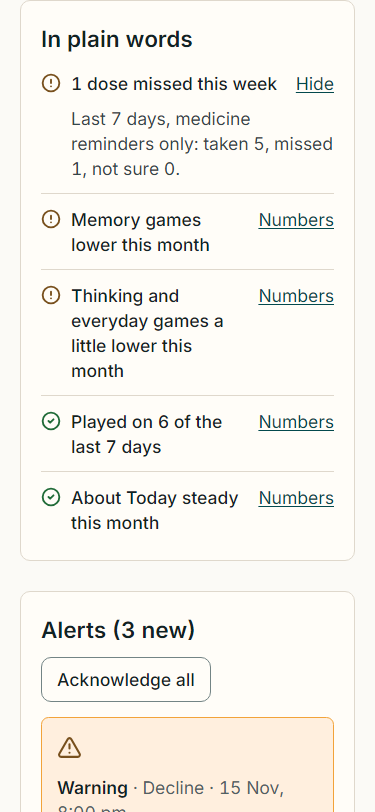 In plain words
1 dose missed this week Hide
Last 7 days, medicine
reminders only: taken 5, missed
1, not sure 0.
Memory games Numbers
lower this month
Thinking and Numbers
everyday games a
little lower this
month
Played on 6 of the Numbers
last 7 days
About Today steady Numbers
this month
Alerts (3 new)
Acknowledge all
Warning · Decline · 15 Nov,
8:00 pm